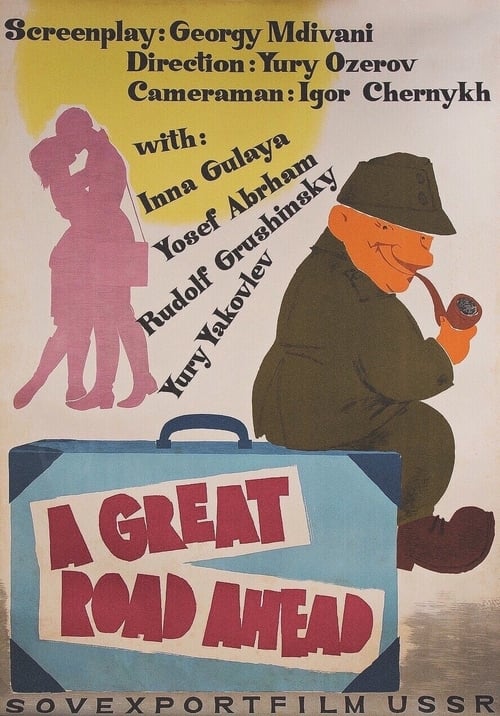 Screenplay: Georgy Mdivani
Direction: Yury Ozerov
Cameraman: Igor Chernykh
with:
Inna Gulaya
Yosef Abrham
Rudolf Grushinsky
Yury Yakovlev
A GREAT
ROAD AHEAD
SOVEXPORTFILM USSR